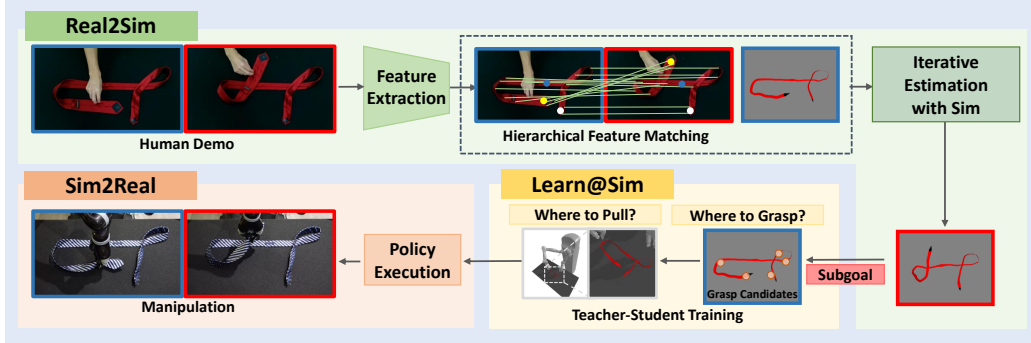 Real2Sim
Feature
Extraction
Iterative
Estimation
with Sim
Human Demo
Hierarchical Feature Matching
Sim2Real
Learn@Sim
Where to Pull?
Where to Grasp?
Policy
Execution
Subgoal
Grasp Candidates
Manipulation
Teacher-Student Training